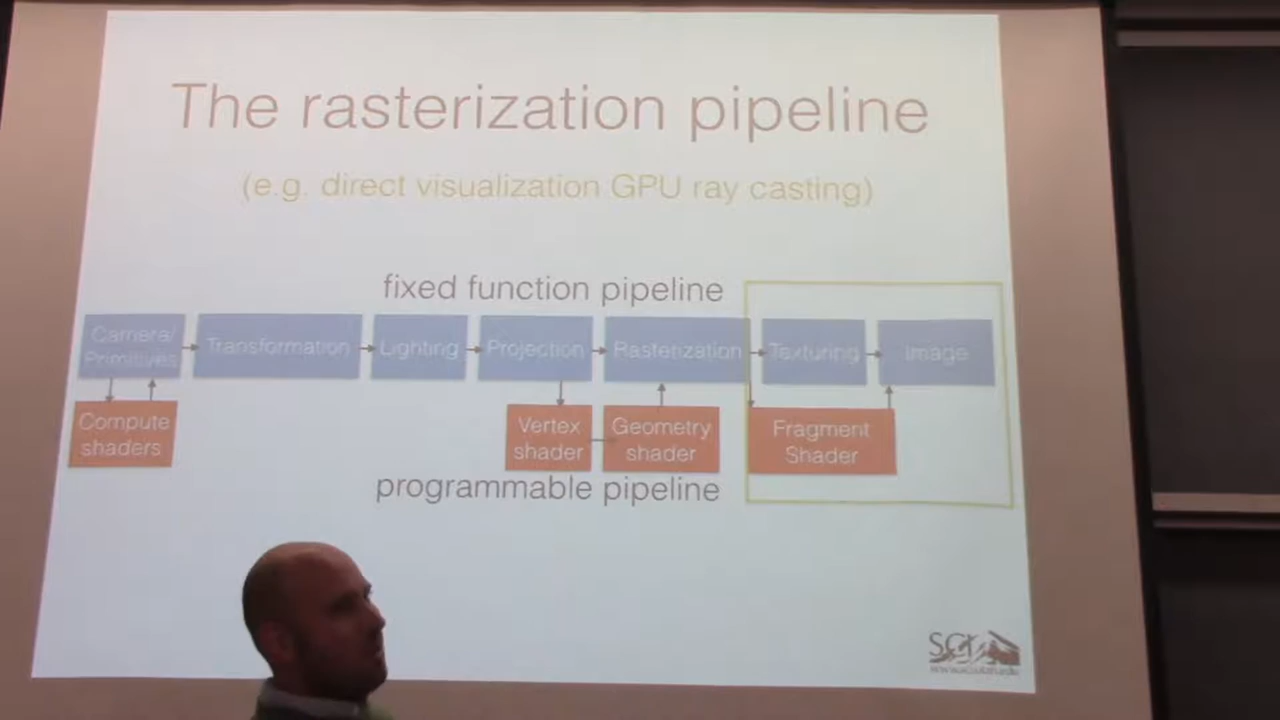 The rasterization pipeline
(e.g. direct visualization GPU ray casting)
fixed function pipeline
Camera/
Primitives
Transformation
Lighting
Projection
Rasterization
Texturing
Image
Compute
shaders
Vertex
shader
Geometry
shader
Fragment
Shader
programmable pipeline
SCI